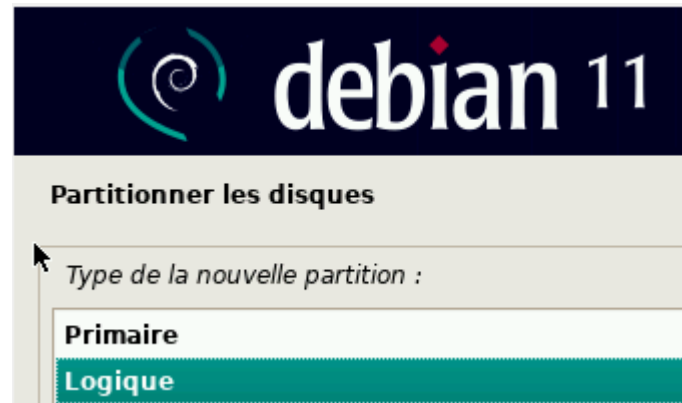 debian 11
Partitionner les disques
Type de la nouvelle partition :
Primaire
Logique